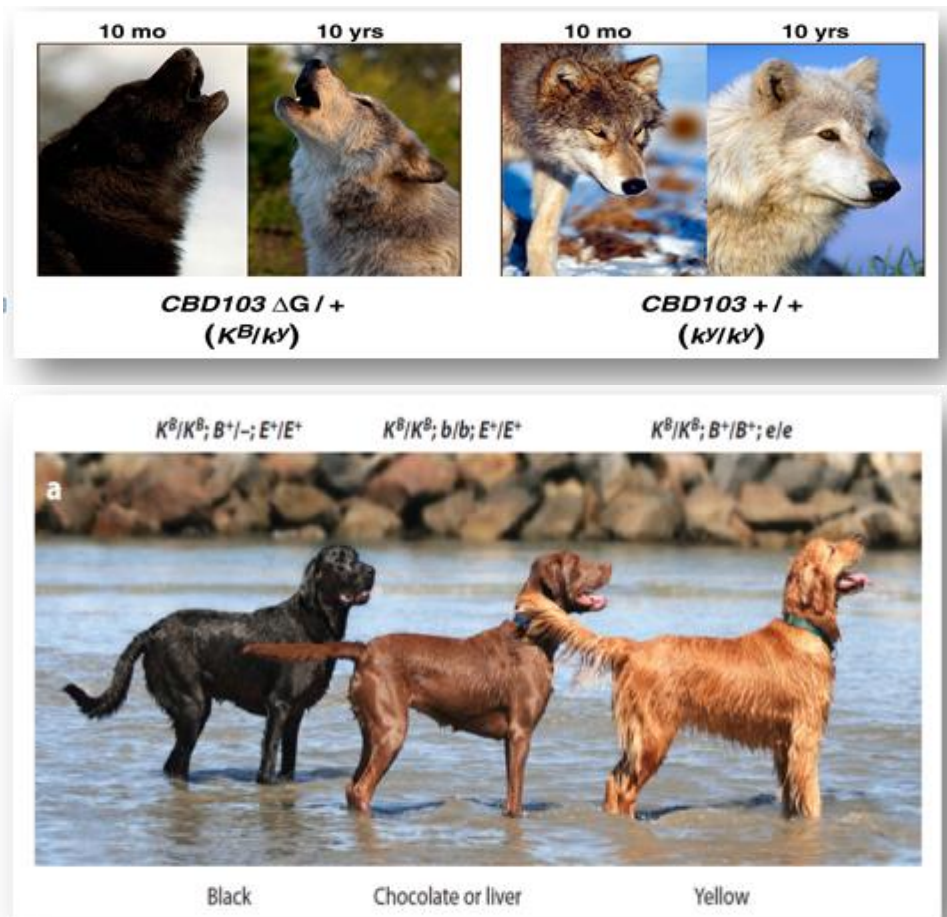 10 mo 10 yrs 10 mo 10 yrs
CBD103 ΔG / + CBD103 + / +
(K^B/k^y) (k^y/k^y)
K^B/K^B; B^+/–; E^+/E^+ K^B/K^B; b/b; E^+/E^+ K^B/K^B; B^+/B^+; e/e
a
Black Chocolate or liver Yellow